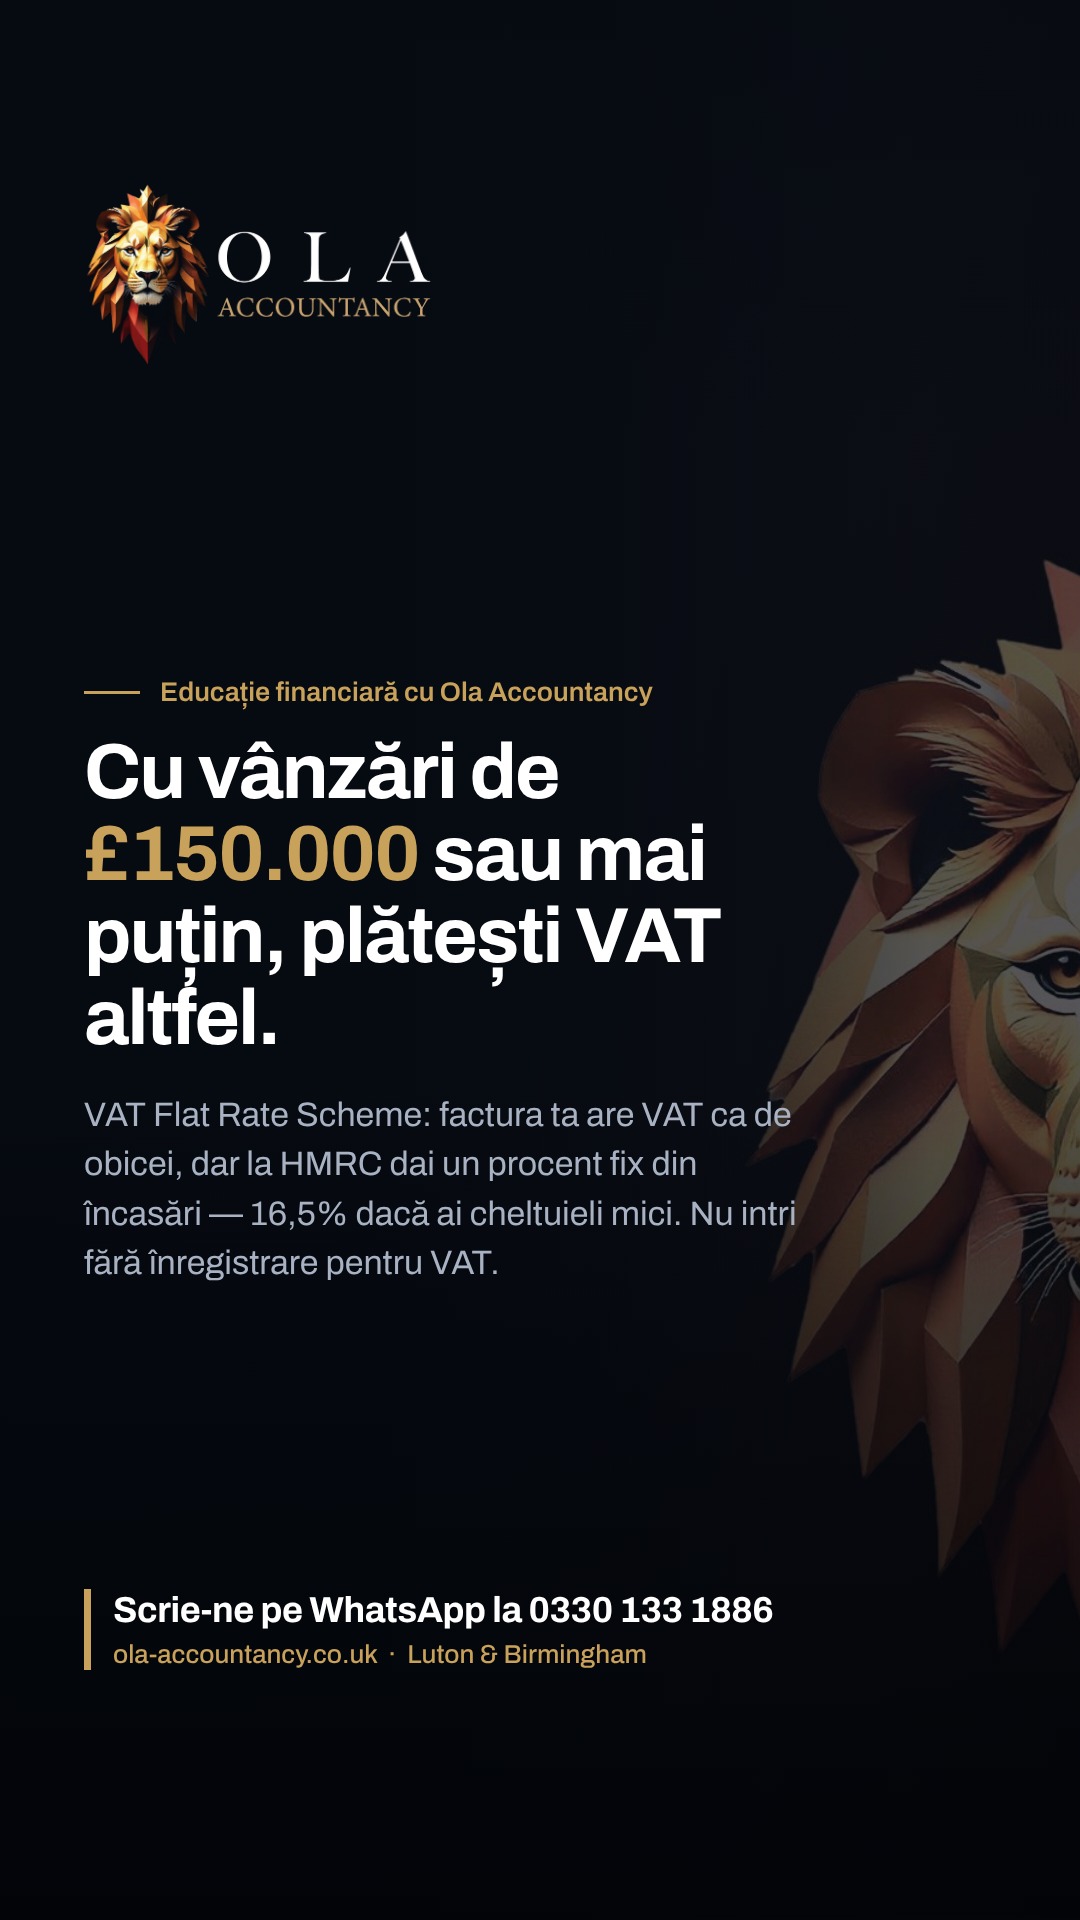 OLA
ACCOUNTANCY
Educație financiară cu Ola Accountancy
Cu vânzări de
£150.000 sau mai
puțin, plătești VAT
altfel.
VAT Flat Rate Scheme: factura ta are VAT ca de
obicei, dar la HMRC dai un procent fix din
încasări — 16,5% dacă ai cheltuieli mici. Nu intri
fără înregistrare pentru VAT.
Scrie-ne pe WhatsApp la 0330 133 1886
ola-accountancy.co.uk · Luton & Birmingham